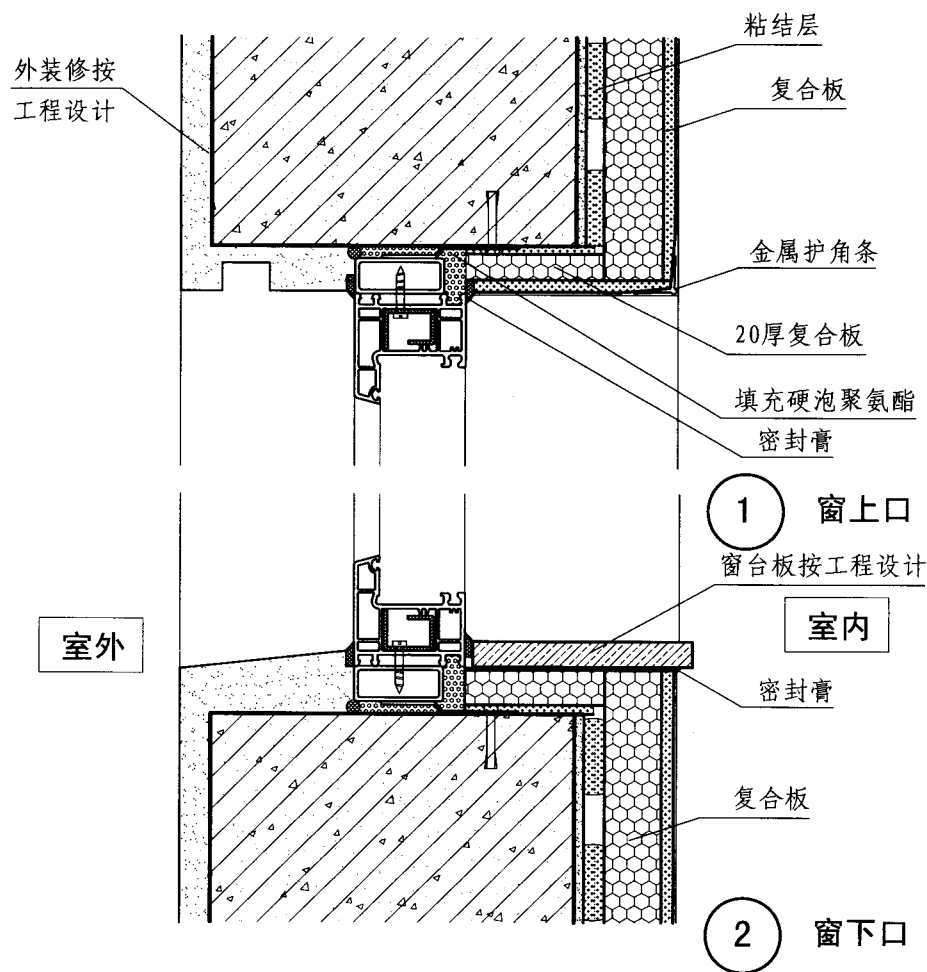 粘结层
外装修按
工程设计
复合板
金属护角条
20厚复合板
填充硬泡聚氨酯
密封膏
1 窗上口
窗台板按工程设计
室外
室内
密封膏
复合板
2 窗下口